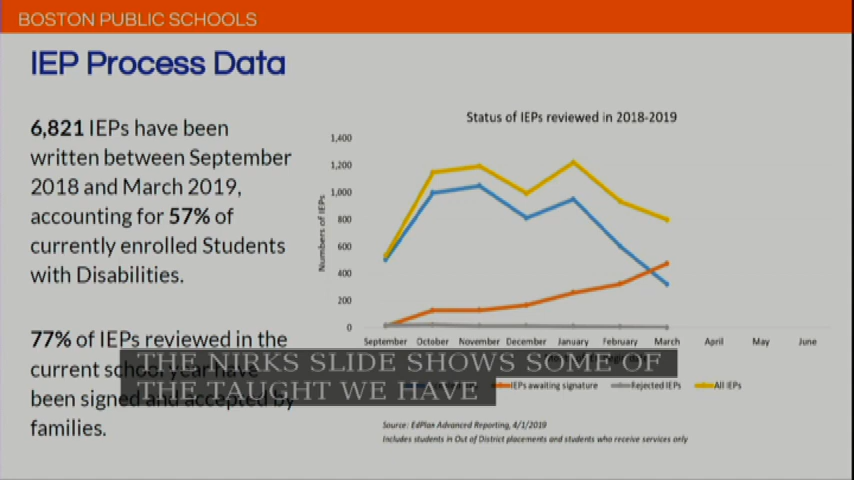 BOSTON PUBLIC SCHOOLS
IEP Process Data
6,821 IEPs have been
written between September
2018 and March 2019,
accounting for 57% of
currently enrolled Students
with Disabilities.
77% of IEPs reviewed in the
current school year have
been signed and accepted by
families.
Status of IEPs reviewed in 2018-2019
Numbers of IEPs
1,400
1,200
1,000
800
600
400
200
0
September October November December January February March April May June
IEPs awaiting signature Rejected IEPs All IEPs
Source: EdPlan Advanced Reporting, 4/1/2019
Includes students in Out of District placements and students who receive services only
THE NIRKS SLIDE SHOWS SOME OF
THE TAUGHT WE HAVE